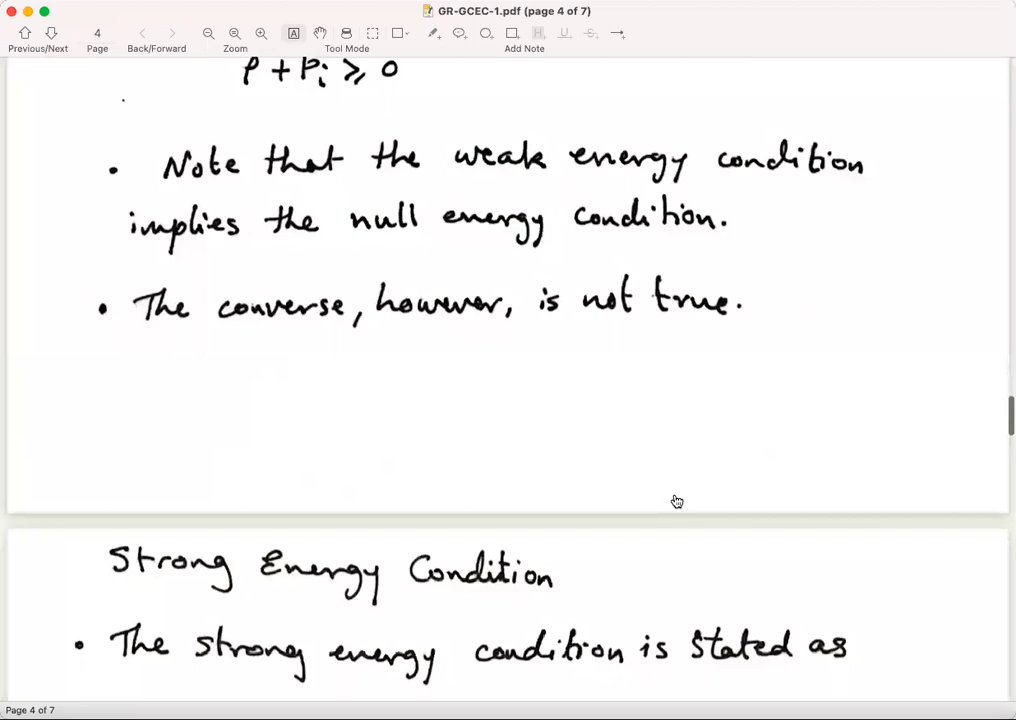 GR-GCEC-1.pdf (page 4 of 7)
4
Previous/Next Page Back/Forward Zoom Tool Mode Add Note
ρ + Pᵢ ≥ 0
• Note that the weak energy condition
implies the null energy condition.
• The converse, however, is not true.
Strong Energy Condition
• The strong energy condition is stated as
Page 4 of 7